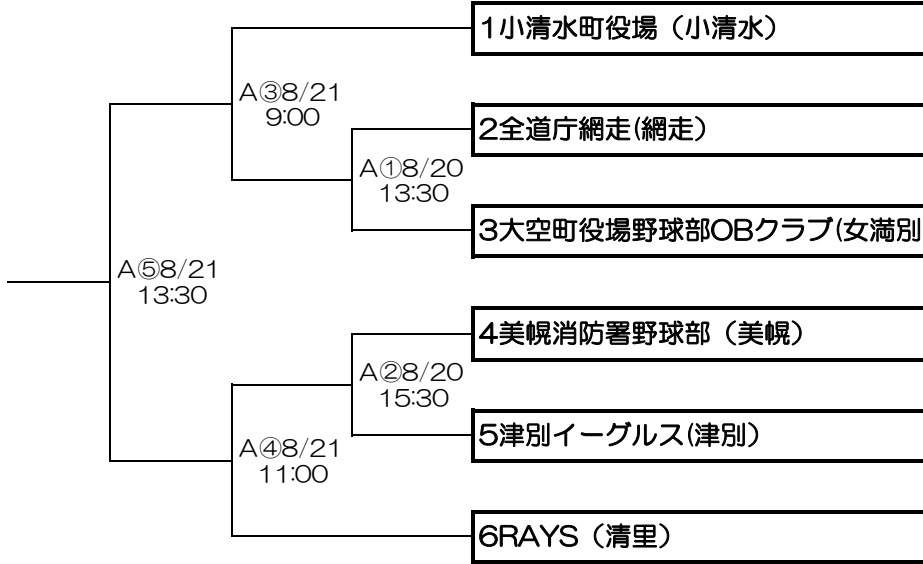 1小清水町役場（小清水）
A③8/21
9:00
2全道庁網走(網走）
A①8/20
13:30
3大空町役場野球部OBクラブ(女満別
A⑤8/21
13:30
4美幌消防署野球部（美幌）
A②8/20
15:30
5津別イーグルス(津別）
A④8/21
11:00
6RAYS（清里）